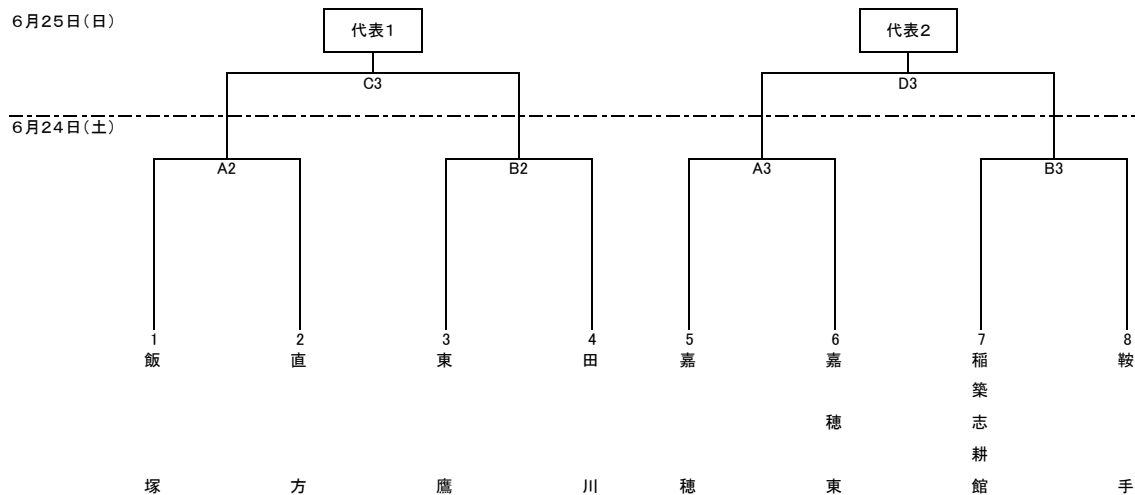 6月25日(日)
代表1
代表2
C3
D3
6月24日(土)
A2
B2
A3
B3
1
飯塚
2
直方
3
東鷹
4
田川
5
嘉穂
6
嘉穂東
7
稲築志耕館
8
鞍手